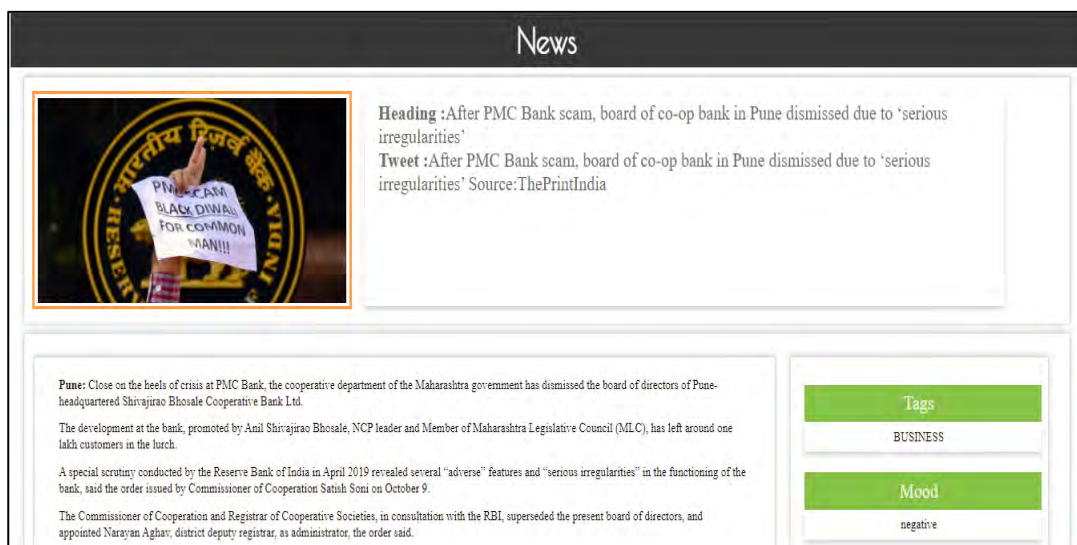 News
भारतीय रिज़र्व बैंक
RESERV
F INDIA
PMC SCAM
BLACK DIWALI
FOR COMMON
MAN!!!
Heading :After PMC Bank scam, board of co-op bank in Pune dismissed due to ‘serious
irregularities’
Tweet :After PMC Bank scam, board of co-op bank in Pune dismissed due to ‘serious
irregularities’ Source:ThePrintIndia
Pune: Close on the heels of crisis at PMC Bank, the cooperative department of the Maharashtra government has dismissed the board of directors of Pune-
headquartered Shivajirao Bhosale Cooperative Bank Ltd.
The development at the bank, promoted by Anil Shivajirao Bhosale, NCP leader and Member of Maharashtra Legislative Council (MLC), has left around one
lakh customers in the lurch.
A special scrutiny conducted by the Reserve Bank of India in April 2019 revealed several “adverse” features and “serious irregularities” in the functioning of the
bank, said the order issued by Commissioner of Cooperation Satish Soni on October 9.
The Commissioner of Cooperation and Registrar of Cooperative Societies, in consultation with the RBI, superseded the present board of directors, and
appointed Narayan Aghav, district deputy registrar, as administrator, the order said.
Tags
BUSINESS
Mood
negative